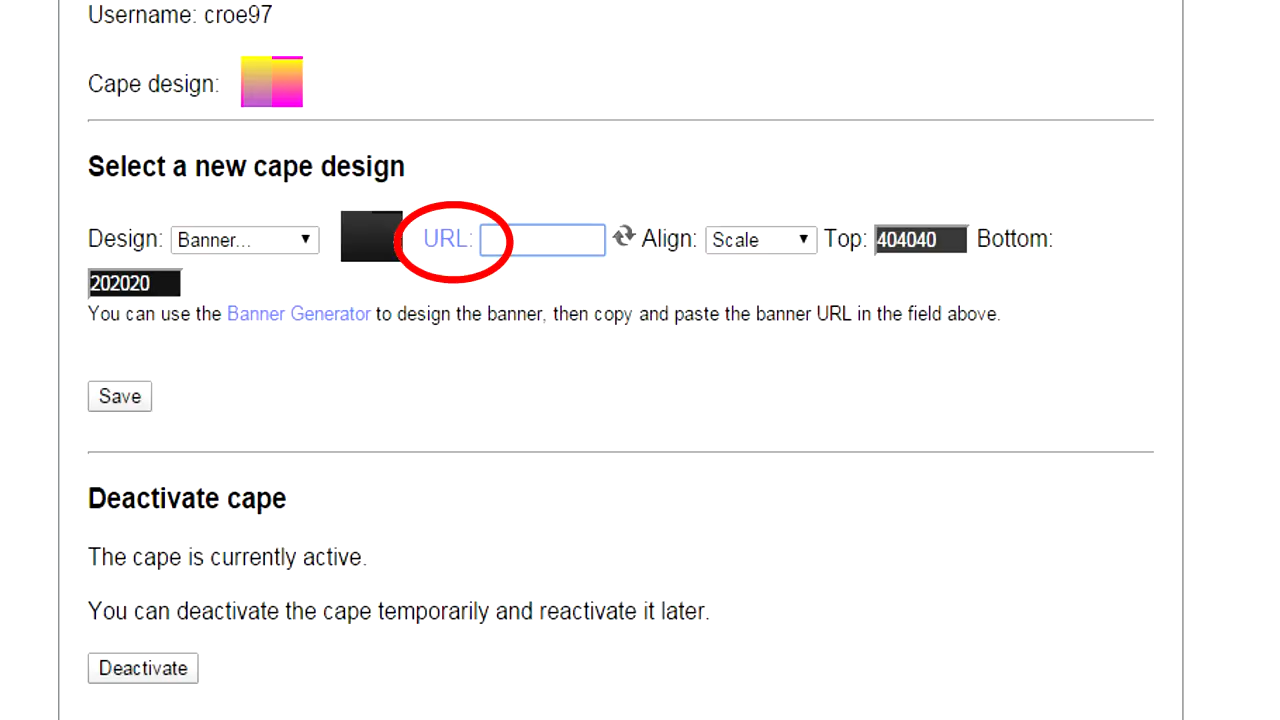 Username: croe97
Cape design:
Select a new cape design
Design: Banner... URL: Align: Scale Top: 404040 Bottom:
202020
You can use the Banner Generator to design the banner, then copy and paste the banner URL in the field above.
Save
Deactivate cape
The cape is currently active.
You can deactivate the cape temporarily and reactivate it later.
Deactivate